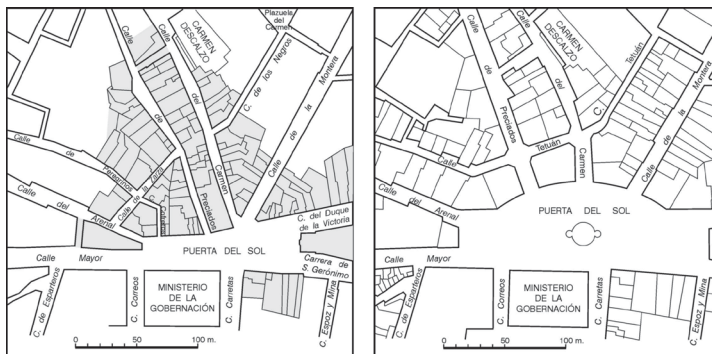 Plazuela
del
Carmen
Calle
Calle
CARMEN
DESCALZO
C. de los Negros
Calle de la Montera
de
del
Calle
de
Peregrinos
Calle de la Zarza
C.
Cofreros
Preciados
Carmen
Calle
del
Arenal
C. del Duque
de la Victoria
PUERTA DEL SOL
Carrera de
S. Gerónimo
Calle Mayor
C. de Esparteros
C. Correos
MINISTERIO
DE LA
GOBERNACIÓN
C. Carretas
C. Espoz y Mina
0 50 100 m.
Calle
de
Preciados
CARMEN
DESCALZO
C.
Tetuán
Calle de la Montera
Calle
de
Tetuán
Carmen
Calle
del
Arenal
PUERTA DEL SOL
Calle Mayor
C. de Esparteros
C. Correos
MINISTERIO
DE LA
GOBERNACIÓN
C. Carretas
C. Espoz y Mina
0 50 100 m.